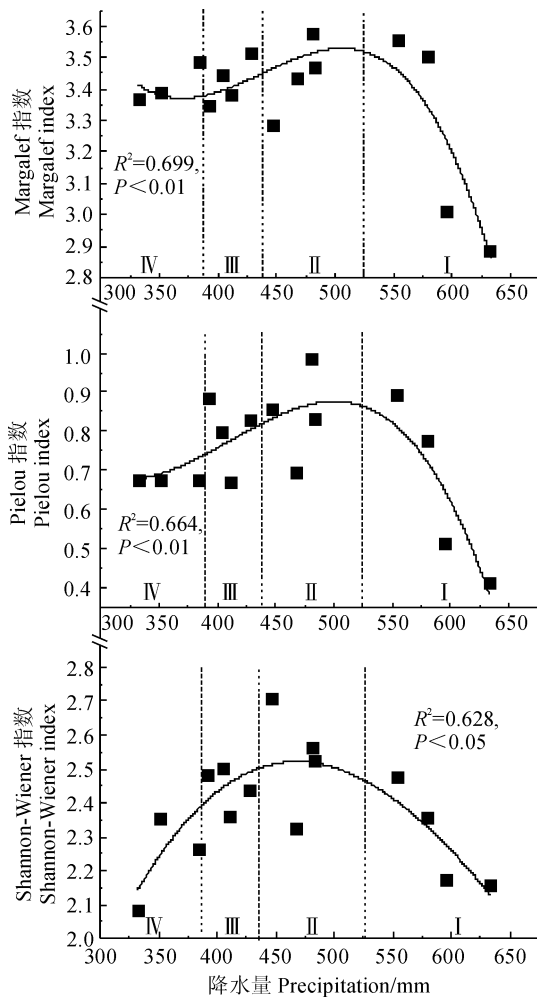 3.6
3.5
3.4
3.3
3.2
3.1
3.0
2.9
2.8
Margalef 指数
Margalef index
R²=0.699,
P<0.01
Ⅳ Ⅲ Ⅱ Ⅰ
300 350 400 450 500 550 600 650
1.0
0.9
0.8
0.7
0.6
0.5
0.4
Pielou 指数
Pielou index
R²=0.664,
P<0.01
Ⅳ Ⅲ Ⅱ Ⅰ
300 350 400 450 500 550 600 650
2.8
2.7
2.6
2.5
2.4
2.3
2.2
2.1
2.0
Shannon-Wiener 指数
Shannon-Wiener index
R²=0.628,
P<0.05
Ⅳ Ⅲ Ⅱ Ⅰ
300 350 400 450 500 550 600 650
降水量 Precipitation/mm